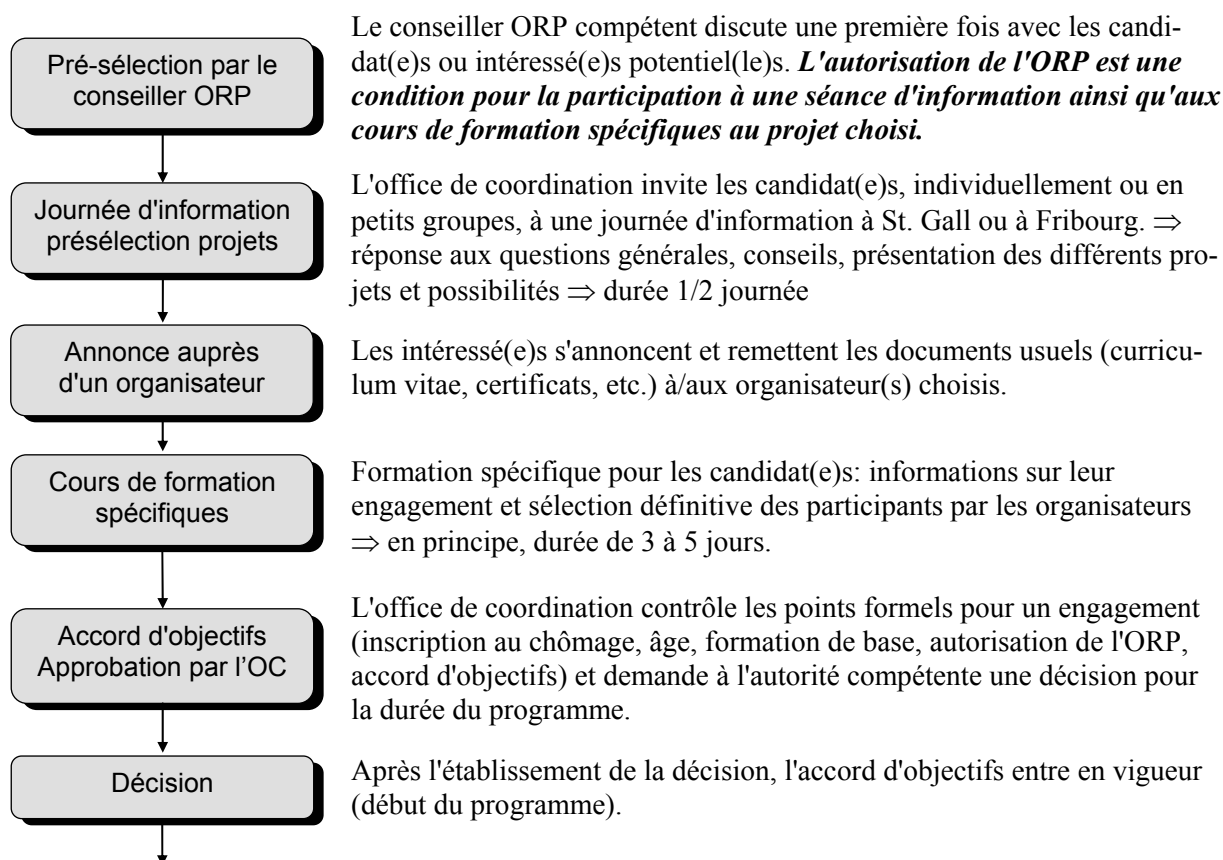 Pré-sélection par le
conseiller ORP
Le conseiller ORP compétent discute une première fois avec les candi-
dat(e)s ou intéressé(e)s potentiel(le)s. L'autorisation de l'ORP est une
condition pour la participation à une séance d'information ainsi qu'aux
cours de formation spécifiques au projet choisi.
Journée d'information
présélection projets
L'office de coordination invite les candidat(e)s, individuellement ou en
petits groupes, à une journée d'information à St. Gall ou à Fribourg. ⇒
réponse aux questions générales, conseils, présentation des différents pro-
jets et possibilités ⇒ durée 1/2 journée
Annonce auprès
d'un organisateur
Les intéressé(e)s s'annoncent et remettent les documents usuels (curricu-
lum vitae, certificats, etc.) à/aux organisateur(s) choisis.
Cours de formation
spécifiques
Formation spécifique pour les candidat(e)s: informations sur leur
engagement et sélection définitive des participants par les organisateurs
⇒ en principe, durée de 3 à 5 jours.
Accord d'objectifs
Approbation par l'OC
L'office de coordination contrôle les points formels pour un engagement
(inscription au chômage, âge, formation de base, autorisation de l'ORP,
accord d'objectifs) et demande à l'autorité compétente une décision pour
la durée du programme.
Décision
Après l'établissement de la décision, l'accord d'objectifs entre en vigueur
(début du programme).